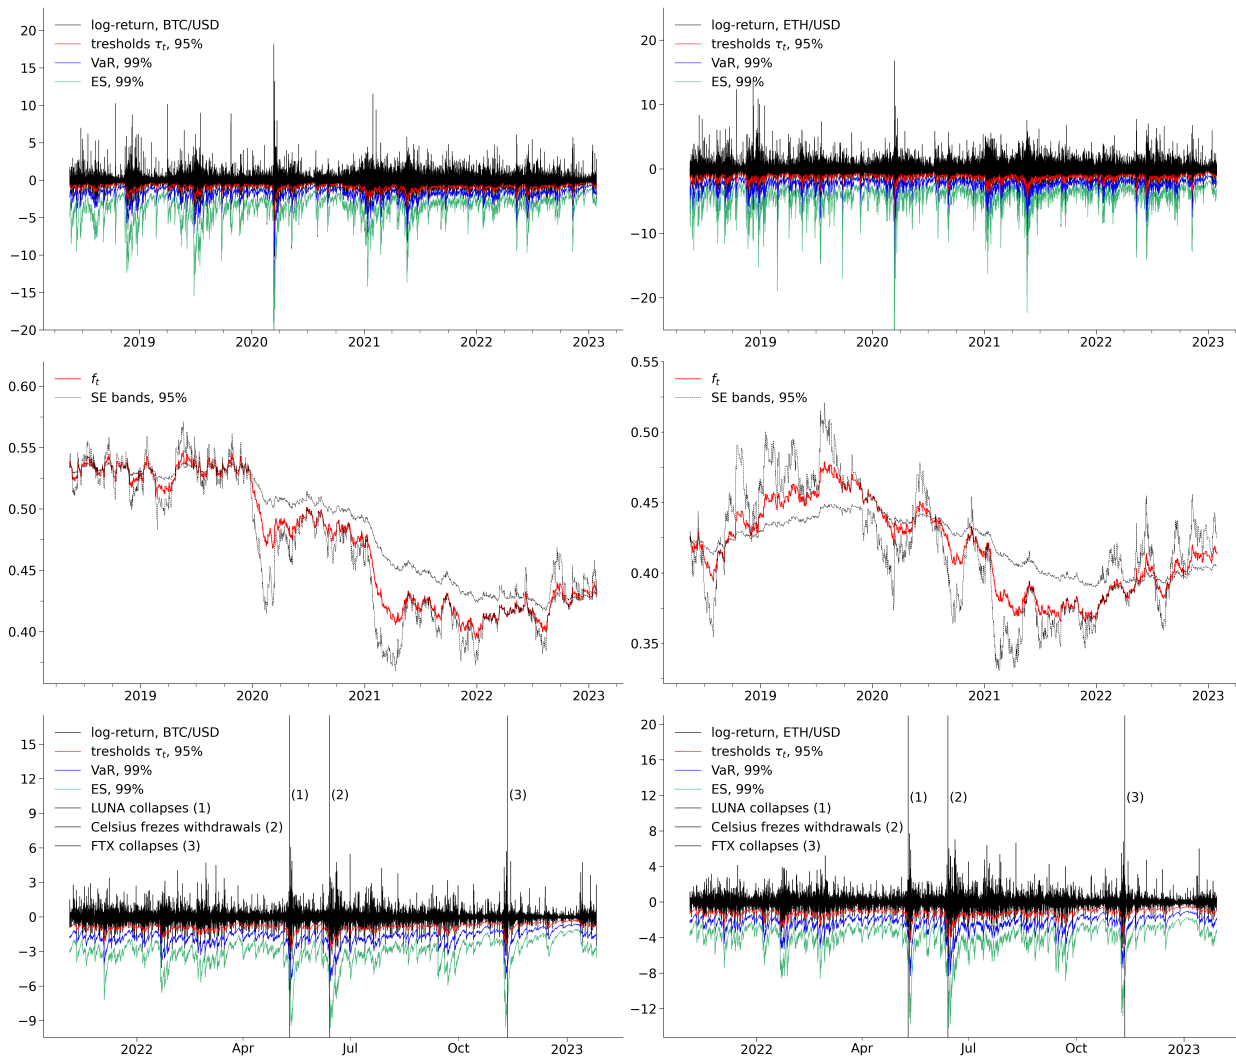 log-return, BTC/USD
tresholds τt, 95%
VaR, 99%
ES, 99%
20
15
10
5
0
−5
−10
−15
−20
2019
2020
2021
2022
2023
log-return, ETH/USD
tresholds τt, 95%
VaR, 99%
ES, 99%
20
10
0
−10
−20
2019
2020
2021
2022
2023
ft
SE bands, 95%
0.60
0.55
0.50
0.45
0.40
2019
2020
2021
2022
2023
ft
SE bands, 95%
0.55
0.50
0.45
0.40
0.35
2019
2020
2021
2022
2023
log-return, BTC/USD
tresholds τt, 95%
VaR, 99%
ES, 99%
LUNA collapses (1)
Celsius frezes withdrawals (2)
FTX collapses (3)
(1)
(2)
(3)
15
12
9
6
3
0
−3
−6
−9
2022
Apr
Jul
Oct
2023
log-return, ETH/USD
tresholds τt, 95%
VaR, 99%
ES, 99%
LUNA collapses (1)
Celsius frezes withdrawals (2)
FTX collapses (3)
(1)
(2)
(3)
20
16
12
8
4
0
−4
−8
−12
2022
Apr
Jul
Oct
2023